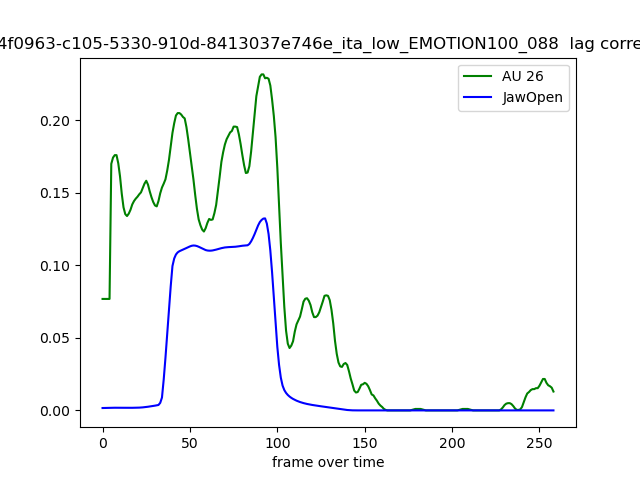 4f0963-c105-5330-910d-8413037e746e_ita_low_EMOTION100_088 lag corre
AU 26
JawOpen
0.20
0.15
0.10
0.05
0.00
0 50 100 150 200 250
frame over time